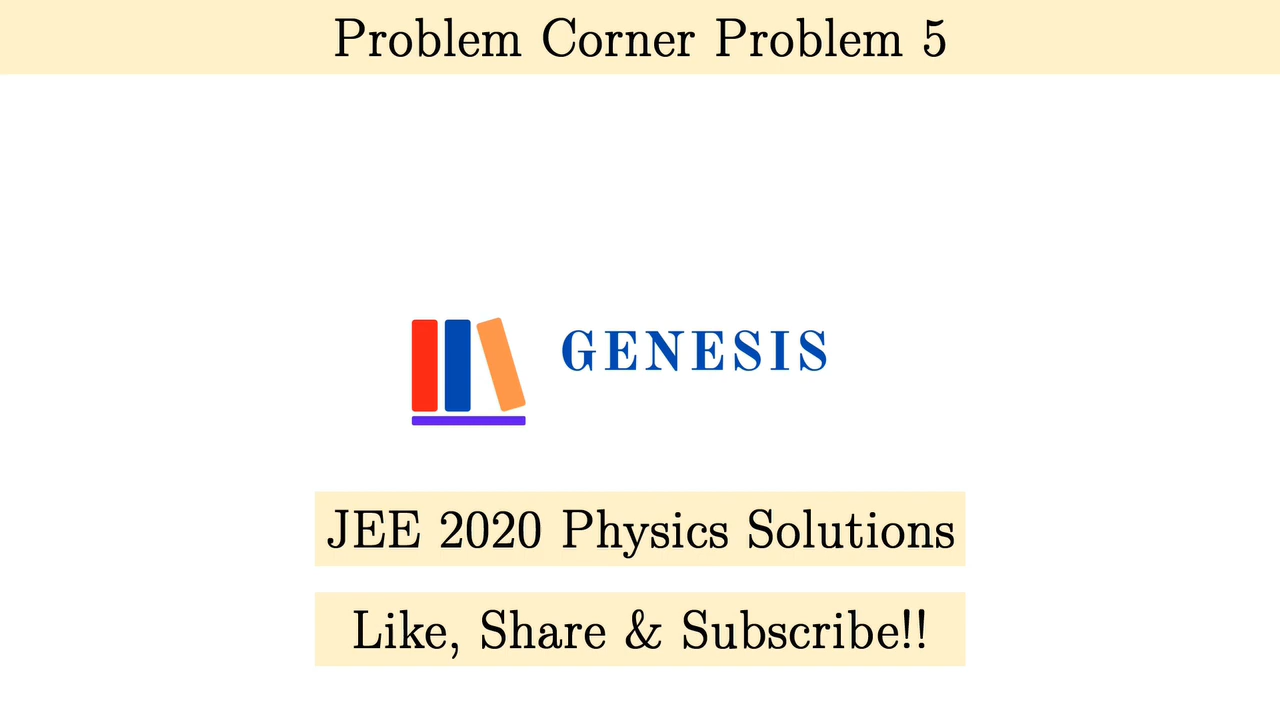 Problem Corner Problem 5
GENESIS
JEE 2020 Physics Solutions
Like, Share & Subscribe!!